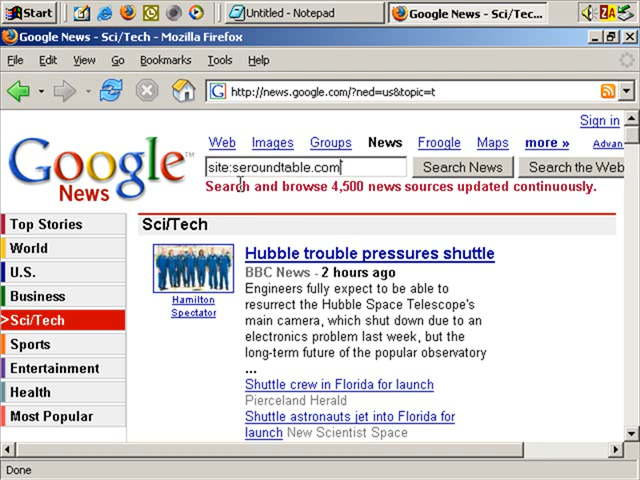 Start
Untitled - Notepad
Google News - Sci/Tec...
ZA
Google News - Sci/Tech - Mozilla Firefox
File Edit View Go Bookmarks Tools Help
G http://news.google.com/?ned=us&topic=t
Sign in
Google™
News
Web Images Groups News Froogle Maps more » Advan
site:seroundtable.com
Search News
Search the Web
Search and browse 4,500 news sources updated continuously.
Top Stories
World
U.S.
Business
>Sci/Tech
Sports
Entertainment
Health
Most Popular
Sci/Tech
Hamilton
Spectator
Hubble trouble pressures shuttle
BBC News - 2 hours ago
Engineers fully expect to be able to
resurrect the Hubble Space Telescope's
main camera, which shut down due to an
electronics problem last week, but the
long-term future of the popular observatory
...
Shuttle crew in Florida for launch
Pierceland Herald
Shuttle astronauts jet into Florida for
launch New Scientist Space
Done